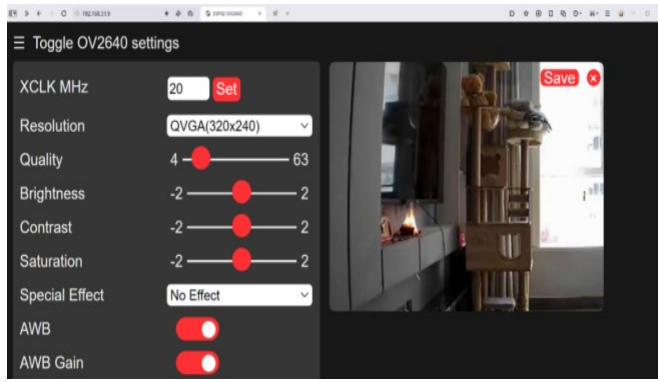 Toggle OV2640 settings
XCLK MHz 20 Set
Resolution QVGA(320x240)
Quality 4 63
Brightness -2 2
Contrast -2 2
Saturation -2 2
Special Effect No Effect
AWB
AWB Gain
Save